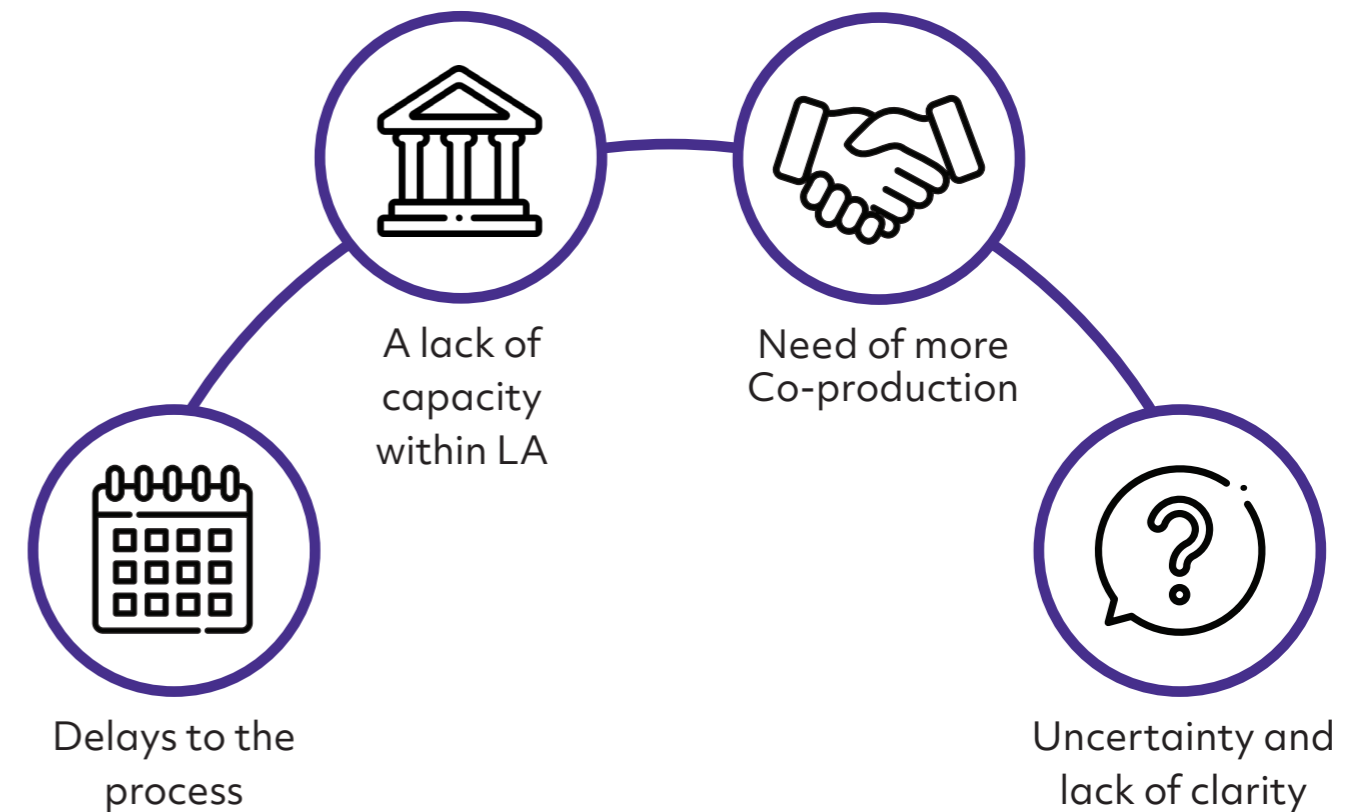 Delays to the
process
A lack of
capacity
within LA
Need of more
Co-production
Uncertainty and
lack of clarity